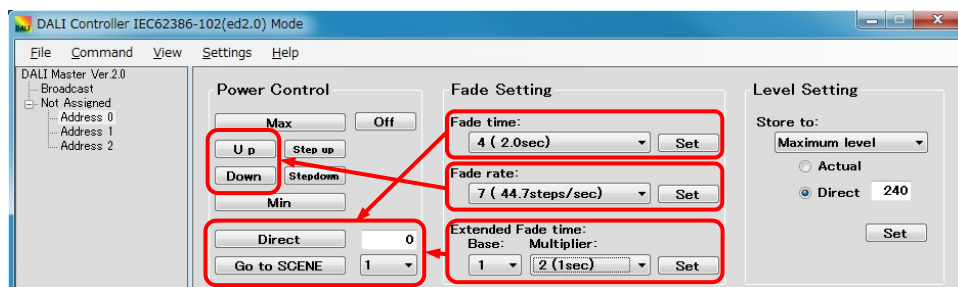 DALI
DALI Controller IEC62386-102(ed2.0) Mode
File Command View Settings Help
DALI Master Ver.2.0
Broadcast
Not Assigned
Address 0
Address 1
Address 2
Power Control
Max Off
Up Step up
Down Stepdown
Min
Direct 0
Go to SCENE 1
Fade Setting
Fade time:
4 ( 2.0sec) Set
Fade rate:
7 ( 44.7steps/sec) Set
Extended Fade time:
Base: Multiplier:
1 2 (1sec) Set
Level Setting
Store to:
Maximum level
Actual
Direct 240
Set